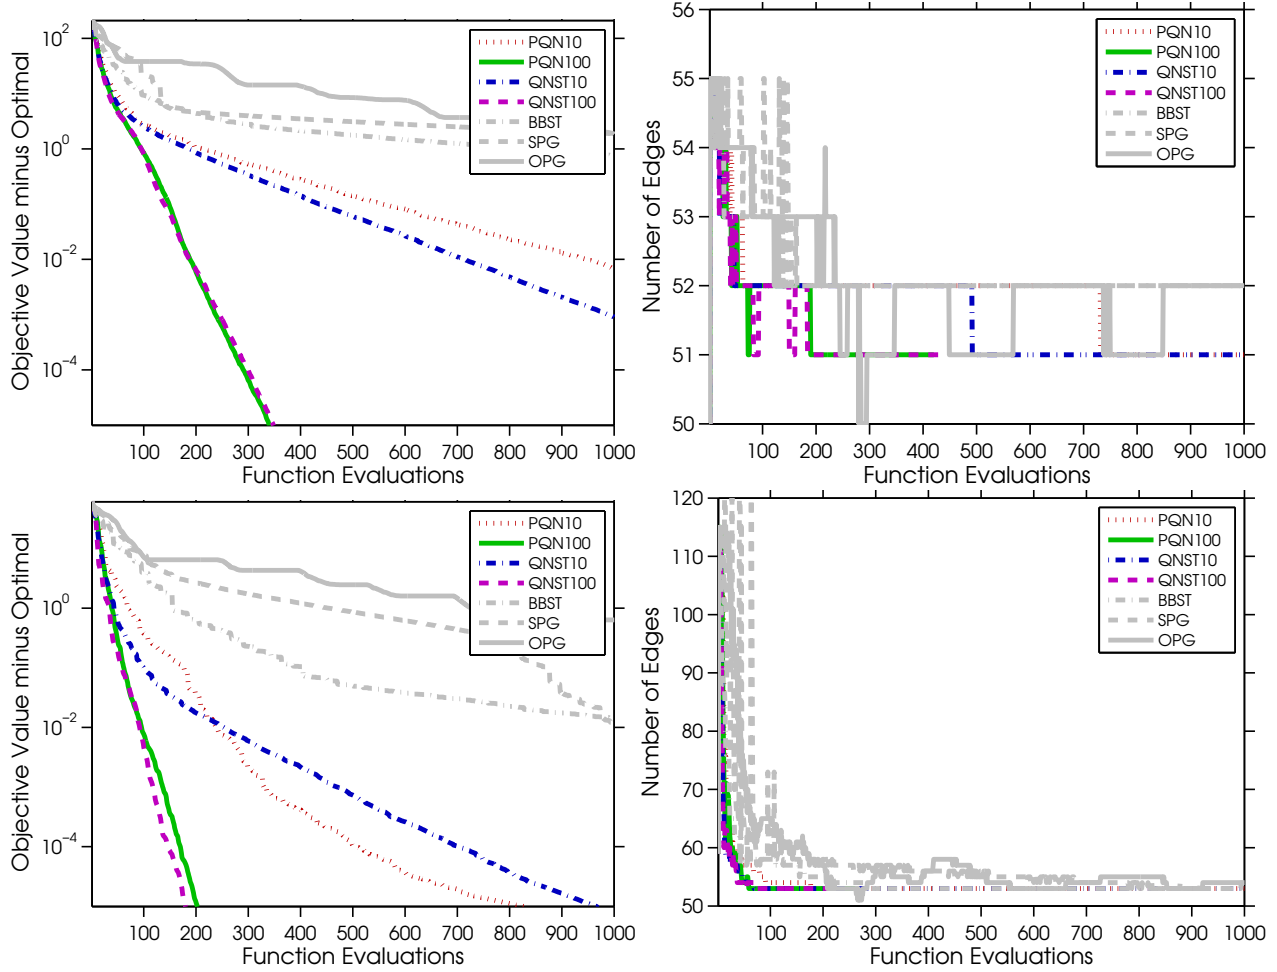 Objective Value minus Optimal
10^2
10^0
10^-2
10^-4
PQN10
PQN100
QNST10
QNST100
BBST
SPG
OPG
100 200 300 400 500 600 700 800 900 1000
Function Evaluations
Number of Edges
56
55
54
53
52
51
50
PQN10
PQN100
QNST10
QNST100
BBST
SPG
OPG
100 200 300 400 500 600 700 800 900 1000
Function Evaluations
Objective Value minus Optimal
10^0
10^-2
10^-4
PQN10
PQN100
QNST10
QNST100
BBST
SPG
OPG
100 200 300 400 500 600 700 800 900 1000
Function Evaluations
Number of Edges
120
110
100
90
80
70
60
50
PQN10
PQN100
QNST10
QNST100
BBST
SPG
OPG
100 200 300 400 500 600 700 800 900 1000
Function Evaluations